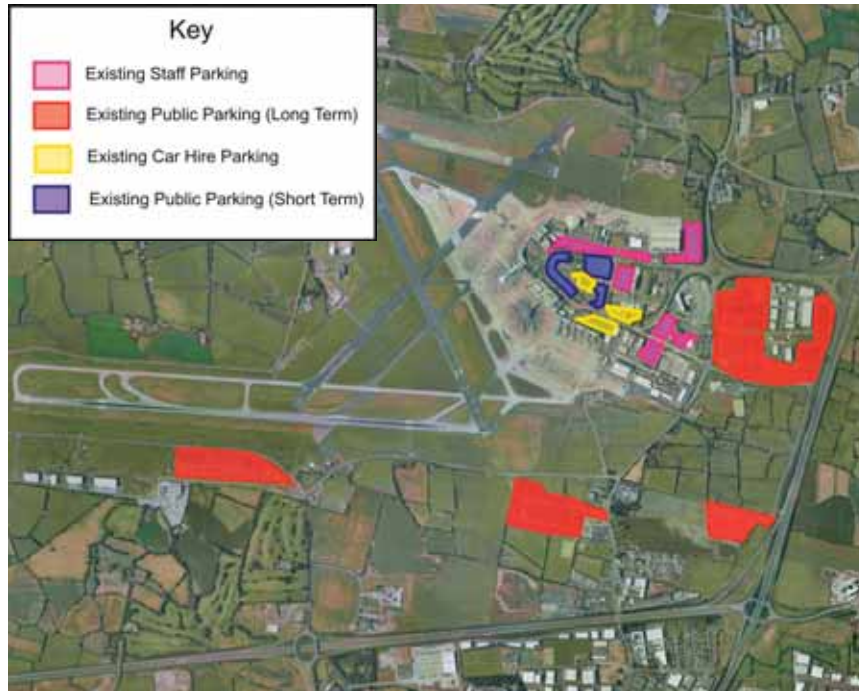 Key
Existing Staff Parking
Existing Public Parking (Long Term)
Existing Car Hire Parking
Existing Public Parking (Short Term)